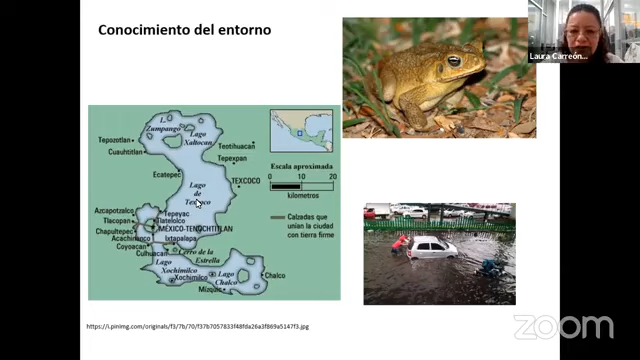 Conocimiento del entorno
Laura Carreón...
L.
Zumpango
Lago
Xaltocan
Tepotzotlan
Cuauhtitlan
Teotihuacan
Tepexpan
Ecatepec
TEXCOCO
Lago
de
Texcoco
Escala aproximada
0 10 20
kilometros
Calzadas que
unían la ciudad
con tierra firme
Azcapotzalco
Tlacopan
Chapultepec
Acachinanco
Coyoacan
Culhuacan
Tepeyac
Tlatelolco
MÉXICO-TENOCHTITLAN
Ixtapalapa
Cerro de la
Estrella
Lago
Xochimilco
Xochimilco
Lago
Chalco
Chalco
Mizquic
https://i.pinimg.com/originals/f3/7b/70/f37b7057833f48fda26a3f869a5147f3.jpg
zoom